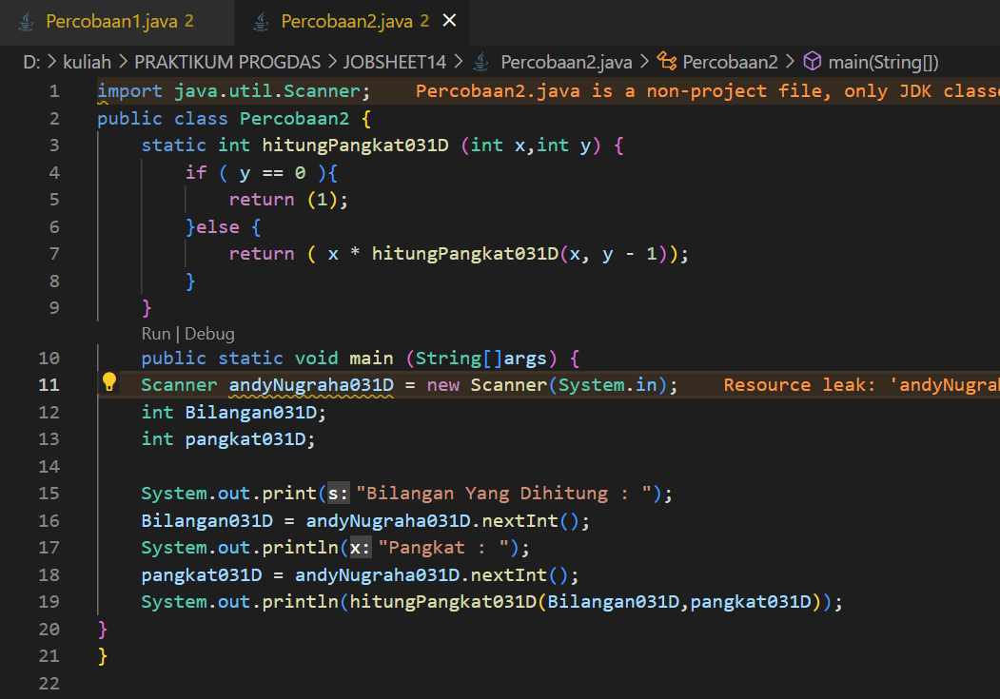 Percobaan1.java 2 Percobaan2.java 2
D: > kuliah > PRAKTIKUM PROGDAS > JOBSHEET14 > Percobaan2.java > Percobaan2 > main(String[])
1 import java.util.Scanner; Percobaan2.java is a non-project file, only JDK classe
2 public class Percobaan2 {
3 static int hitungPangkat031D (int x,int y) {
4 if ( y == 0 ){
5 return (1);
6 }else {
7 return ( x * hitungPangkat031D(x, y - 1));
8 }
9 }
Run | Debug
10 public static void main (String[]args) {
11 Scanner andyNugraha031D = new Scanner(System.in); Resource leak: 'andyNugrah
12 int Bilangan031D;
13 int pangkat031D;
14
15 System.out.print(s: "Bilangan Yang Dihitung : ");
16 Bilangan031D = andyNugraha031D.nextInt();
17 System.out.println(x: "Pangkat : ");
18 pangkat031D = andyNugraha031D.nextInt();
19 System.out.println(hitungPangkat031D(Bilangan031D,pangkat031D));
20 }
21 }
22